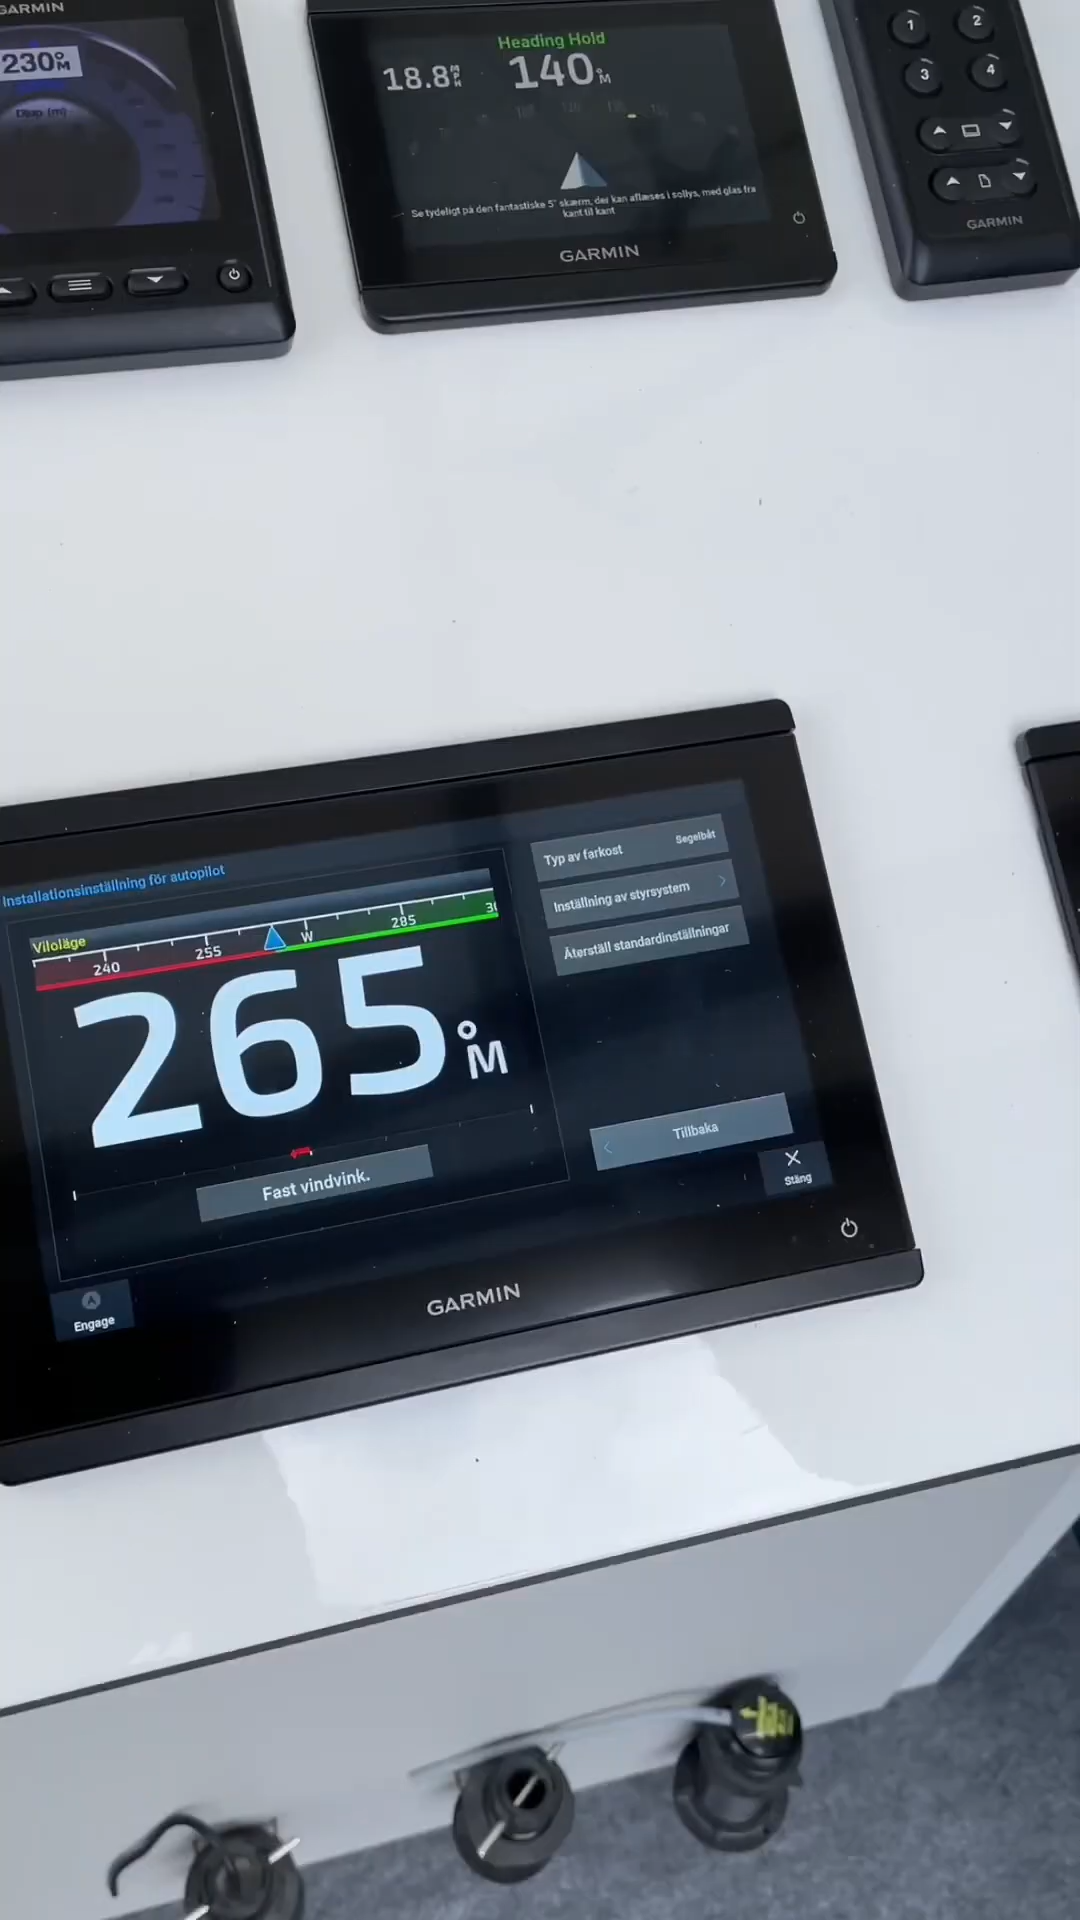 GARMIN
230°M
Heading Hold
18.8 MPH
140°M
Se tydeligt på den fantastiske 5" skærm, der kan aflæses i sollys, med glas fra
kant til kant
GARMIN
1 2
3 4
GARMIN
Installationsinställning för autopilot
Viloläge
240 255 W 285
265°M
Fast vindvink.
Engage
Typ av farkost Segelbåt
Inställning av styrsystem
Återställ standardinställningar
Tillbaka
Stäng
GARMIN